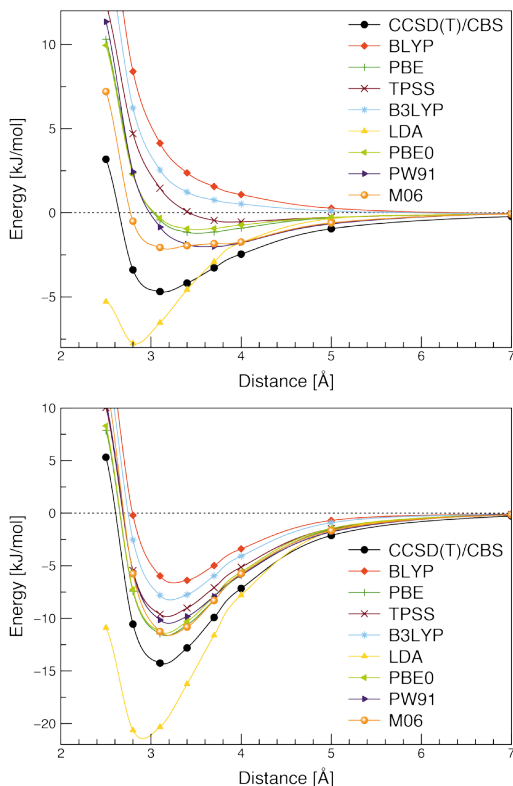 CCSD(T)/CBS
BLYP
PBE
TPSS
B3LYP
LDA
PBE0
PW91
M06
10
5
0
−5
Energy [kJ/mol]
2 3 4 5 6 7
Distance [Å]
10
5
0
−5
−10
−15
−20
Energy [kJ/mol]
CCSD(T)/CBS
BLYP
PBE
TPSS
B3LYP
LDA
PBE0
PW91
M06
2 3 4 5 6 7
Distance [Å]